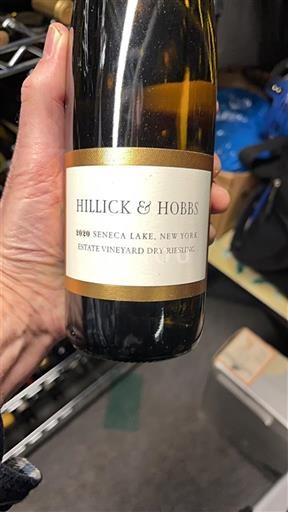 HILLICK & HOBBS
2020 SENECA LAKE, NEW YORK
ESTATE VINEYARD DRY RIESLING